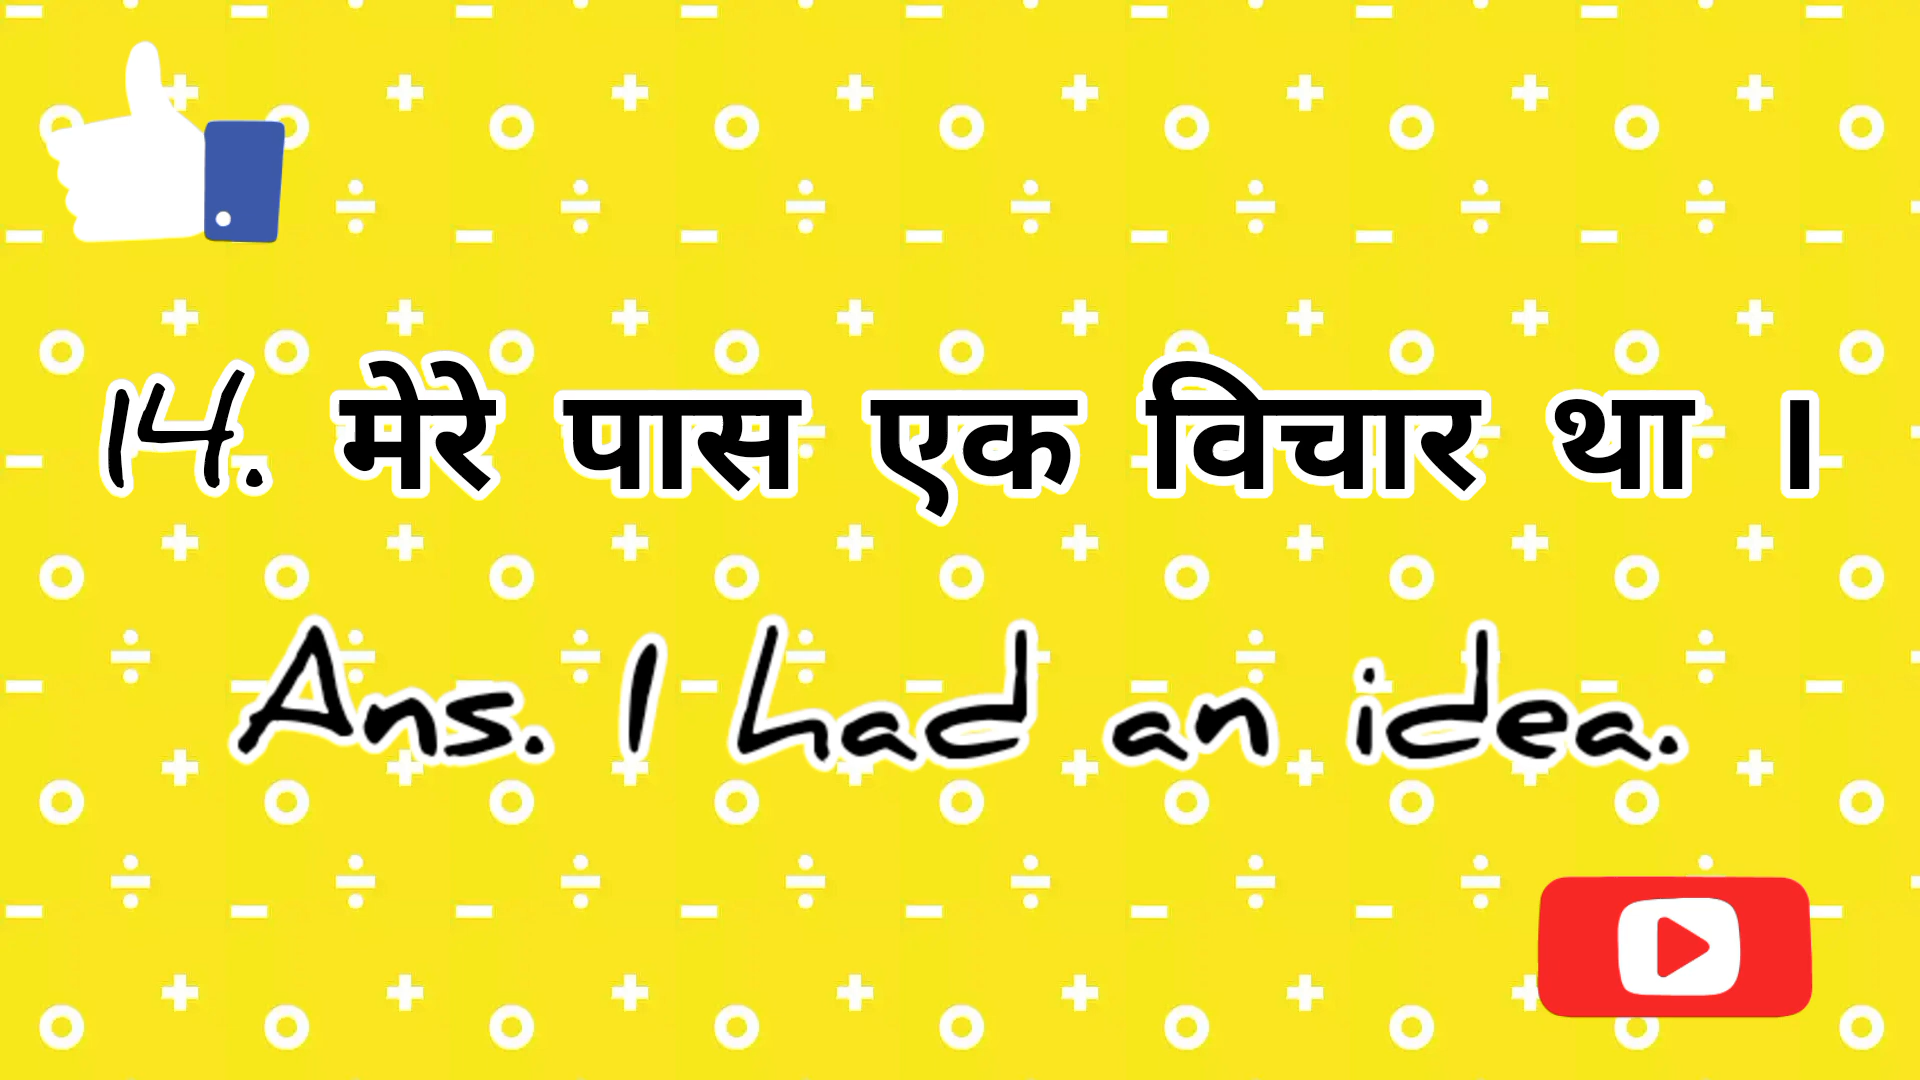 14. मेरे पास एक विचार था ।
Ans. I had an idea.